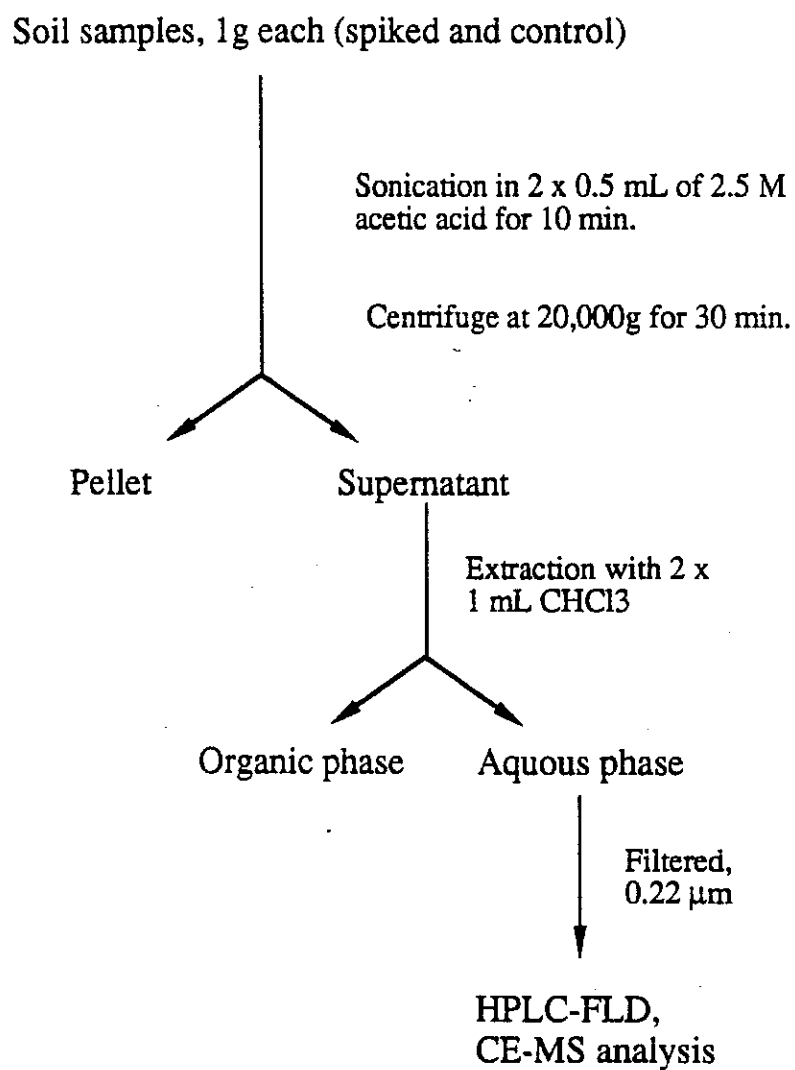 Soil samples, 1g each (spiked and control)
Sonication in 2 x 0.5 mL of 2.5 M
acetic acid for 10 min.
Centrifuge at 20,000g for 30 min.
Pellet
Supernatant
Extraction with 2 x
1 mL CHCl3
Organic phase
Aquous phase
Filtered,
0.22 µm
HPLC-FLD,
CE-MS analysis